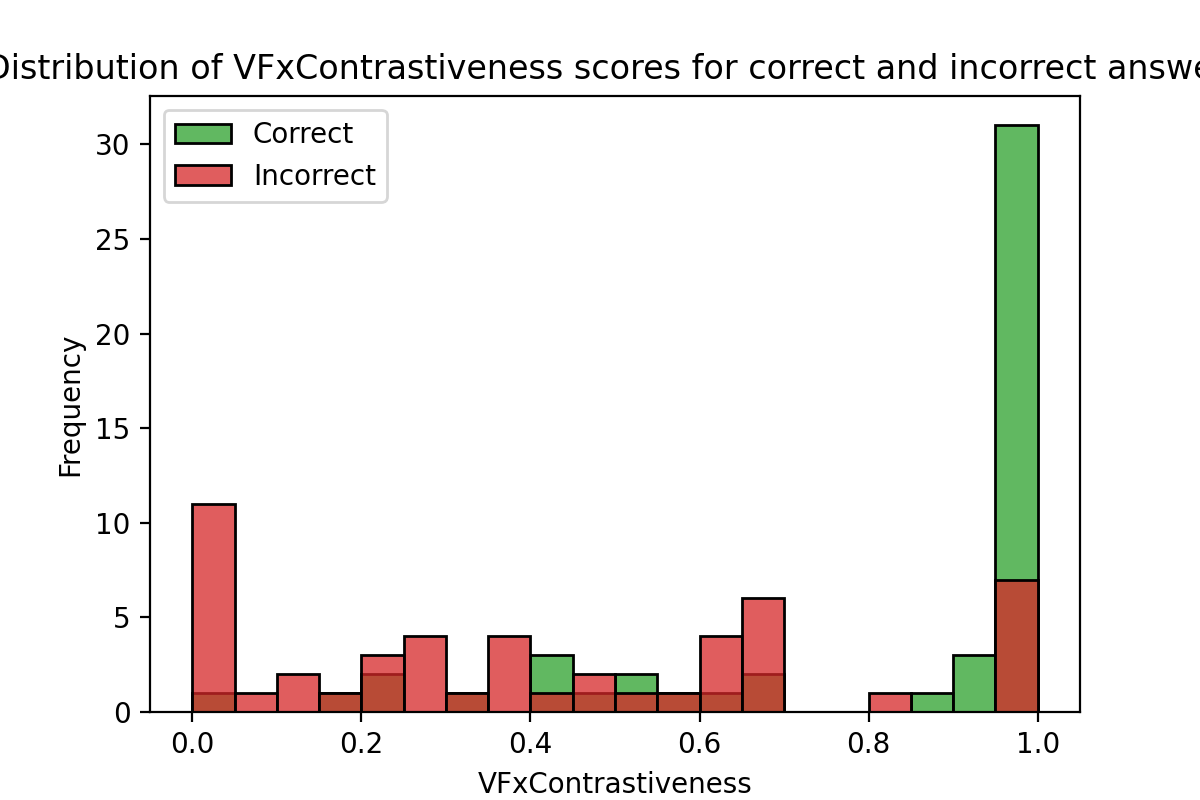 Distribution of VFxContrastiveness scores for correct and incorrect answe
Correct
Incorrect
30
25
20
15
10
5
0
Frequency
0.0 0.2 0.4 0.6 0.8 1.0
VFxContrastiveness